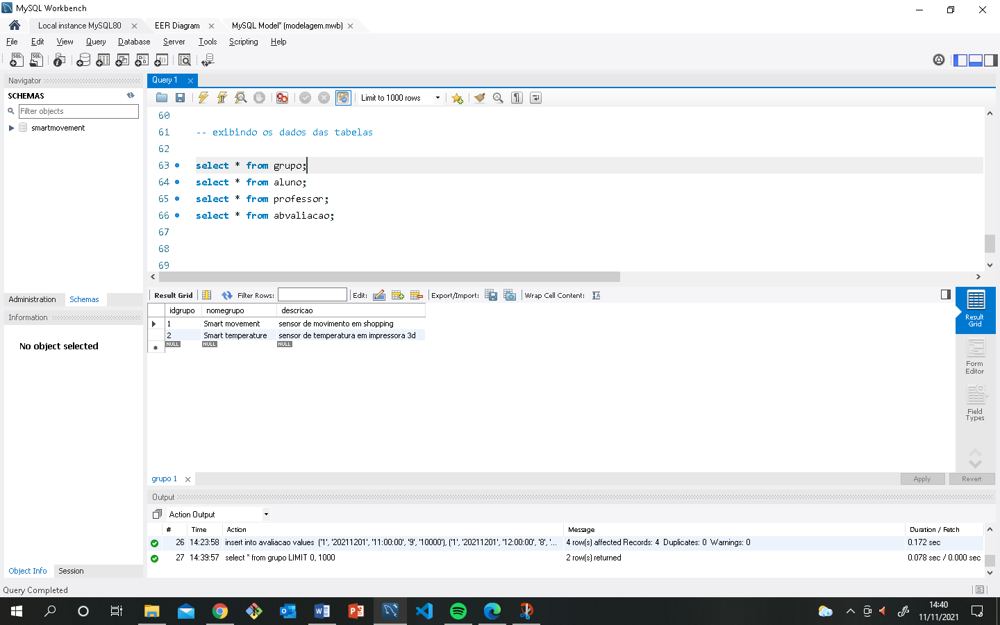 MySQL Workbench
Local instance MySQL80
EER Diagram
MySQL Model* (modelagem.mwb)
File Edit View Query Database Server Tools Scripting Help
Navigator
SCHEMAS
Filter objects
smartmovement
Administration Schemas
Information
No object selected
Object Info Session
Query 1
Limit to 1000 rows
60
61 -- exibindo os dados das tabelas
62
63 select * from grupo;
64 select * from aluno;
65 select * from professor;
66 select * from abvaliacao;
67
68
69
Result Grid Filter Rows: Edit: Export/Import: Wrap Cell Content:
idgrupo nomegrupo descricao
1 Smart movement sensor de movimento em shopping
2 Smart temperature sensor de temperatura em impressora 3d
NULL NULL NULL
Result
Grid
Form
Editor
Field
Types
grupo 1
Apply Revert
Output
Action Output
# Time Action Message Duration / Fetch
26 14:23:58 insert into avaliacao values ('1', '20211201', '11:00:00', '9', '10000'), ('1', '20211201', '12:00:00', '8', '... 4 row(s) affected Records: 4 Duplicates: 0 Warnings: 0 0.172 sec
27 14:39:57 select * from grupo LIMIT 0, 1000 2 row(s) returned 0.078 sec / 0.000 sec
Query Completed
14:40
11/11/2021